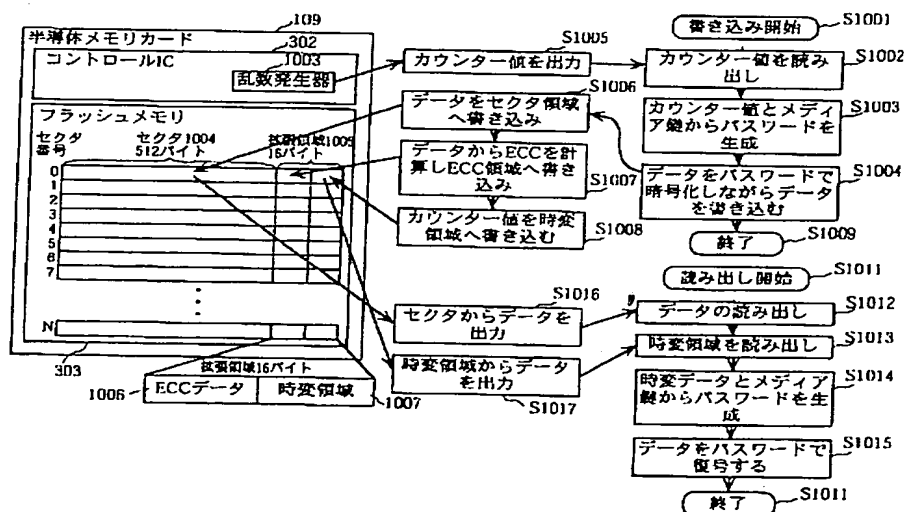 109
半導体メモリカード
302
コントロールIC
1003
乱数発生器
フラッシュメモリ
セクタ
番号
セクタ1004
512バイト
拡張領域1005
16バイト
0
1
2
3
4
5
6
7
N
303
拡張領域16バイト
1006
ECCデータ
時変領域
1007
S1005
カウンター値を出力
S1006
データをセクタ領域
へ書き込み
データからECCを計
算しECC領域へ書き
込み
S1007
カウンター値を時変
領域へ書き込む
S1008
S1016
セクタからデータを
出力
時変領域からデータ
を出力
S1017
書き込み開始
S1001
カウンター値を読み
出し
S1002
カウンター値とメディ
ア鍵からパスワードを
生成
S1003
データをパスワードで
暗号化しながらデータ
を書き込む
S1004
終了
S1009
読み出し開始
S1011
データの読み出し
S1012
時変領域を読み出し
S1013
時変データとメディア
鍵からパスワードを生
成
S1014
データをパスワードで
復号する
S1015
終了
S1011